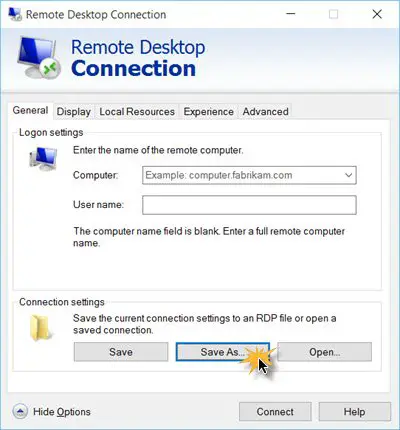 Remote Desktop Connection
Remote Desktop
Connection
General Display Local Resources Experience Advanced
Logon settings
Enter the name of the remote computer.
Computer: Example: computer.fabrikam.com
User name:
The computer name field is blank. Enter a full remote computer
name.
Connection settings
Save the current connection settings to an RDP file or open a
saved connection.
Save Save As... Open...
Hide Options Connect Help